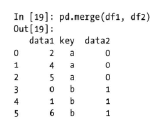 In [19]: pd.merge(df1, df2)
Out[19]:
   data1 key  data2
0      2   a      0
1      4   a      0
2      5   a      0
3      0   b      1
4      1   b      1
5      6   b      1